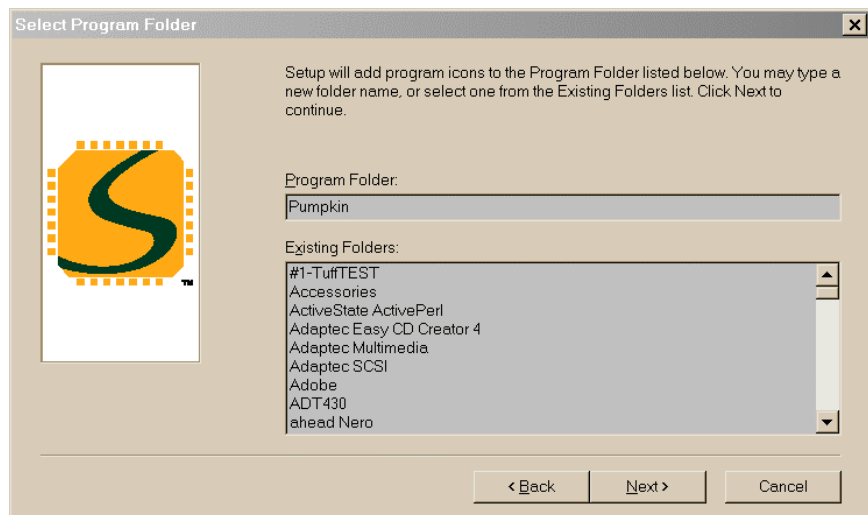 Select Program Folder
Setup will add program icons to the Program Folder listed below. You may type a
new folder name, or select one from the Existing Folders list. Click Next to
continue.
Program Folder:
Pumpkin
Existing Folders:
#1-TuffTEST
Accessories
ActiveState ActivePerl
Adaptec Easy CD Creator 4
Adaptec Multimedia
Adaptec SCSI
Adobe
ADT430
ahead Nero
TM
< Back
Next >
Cancel